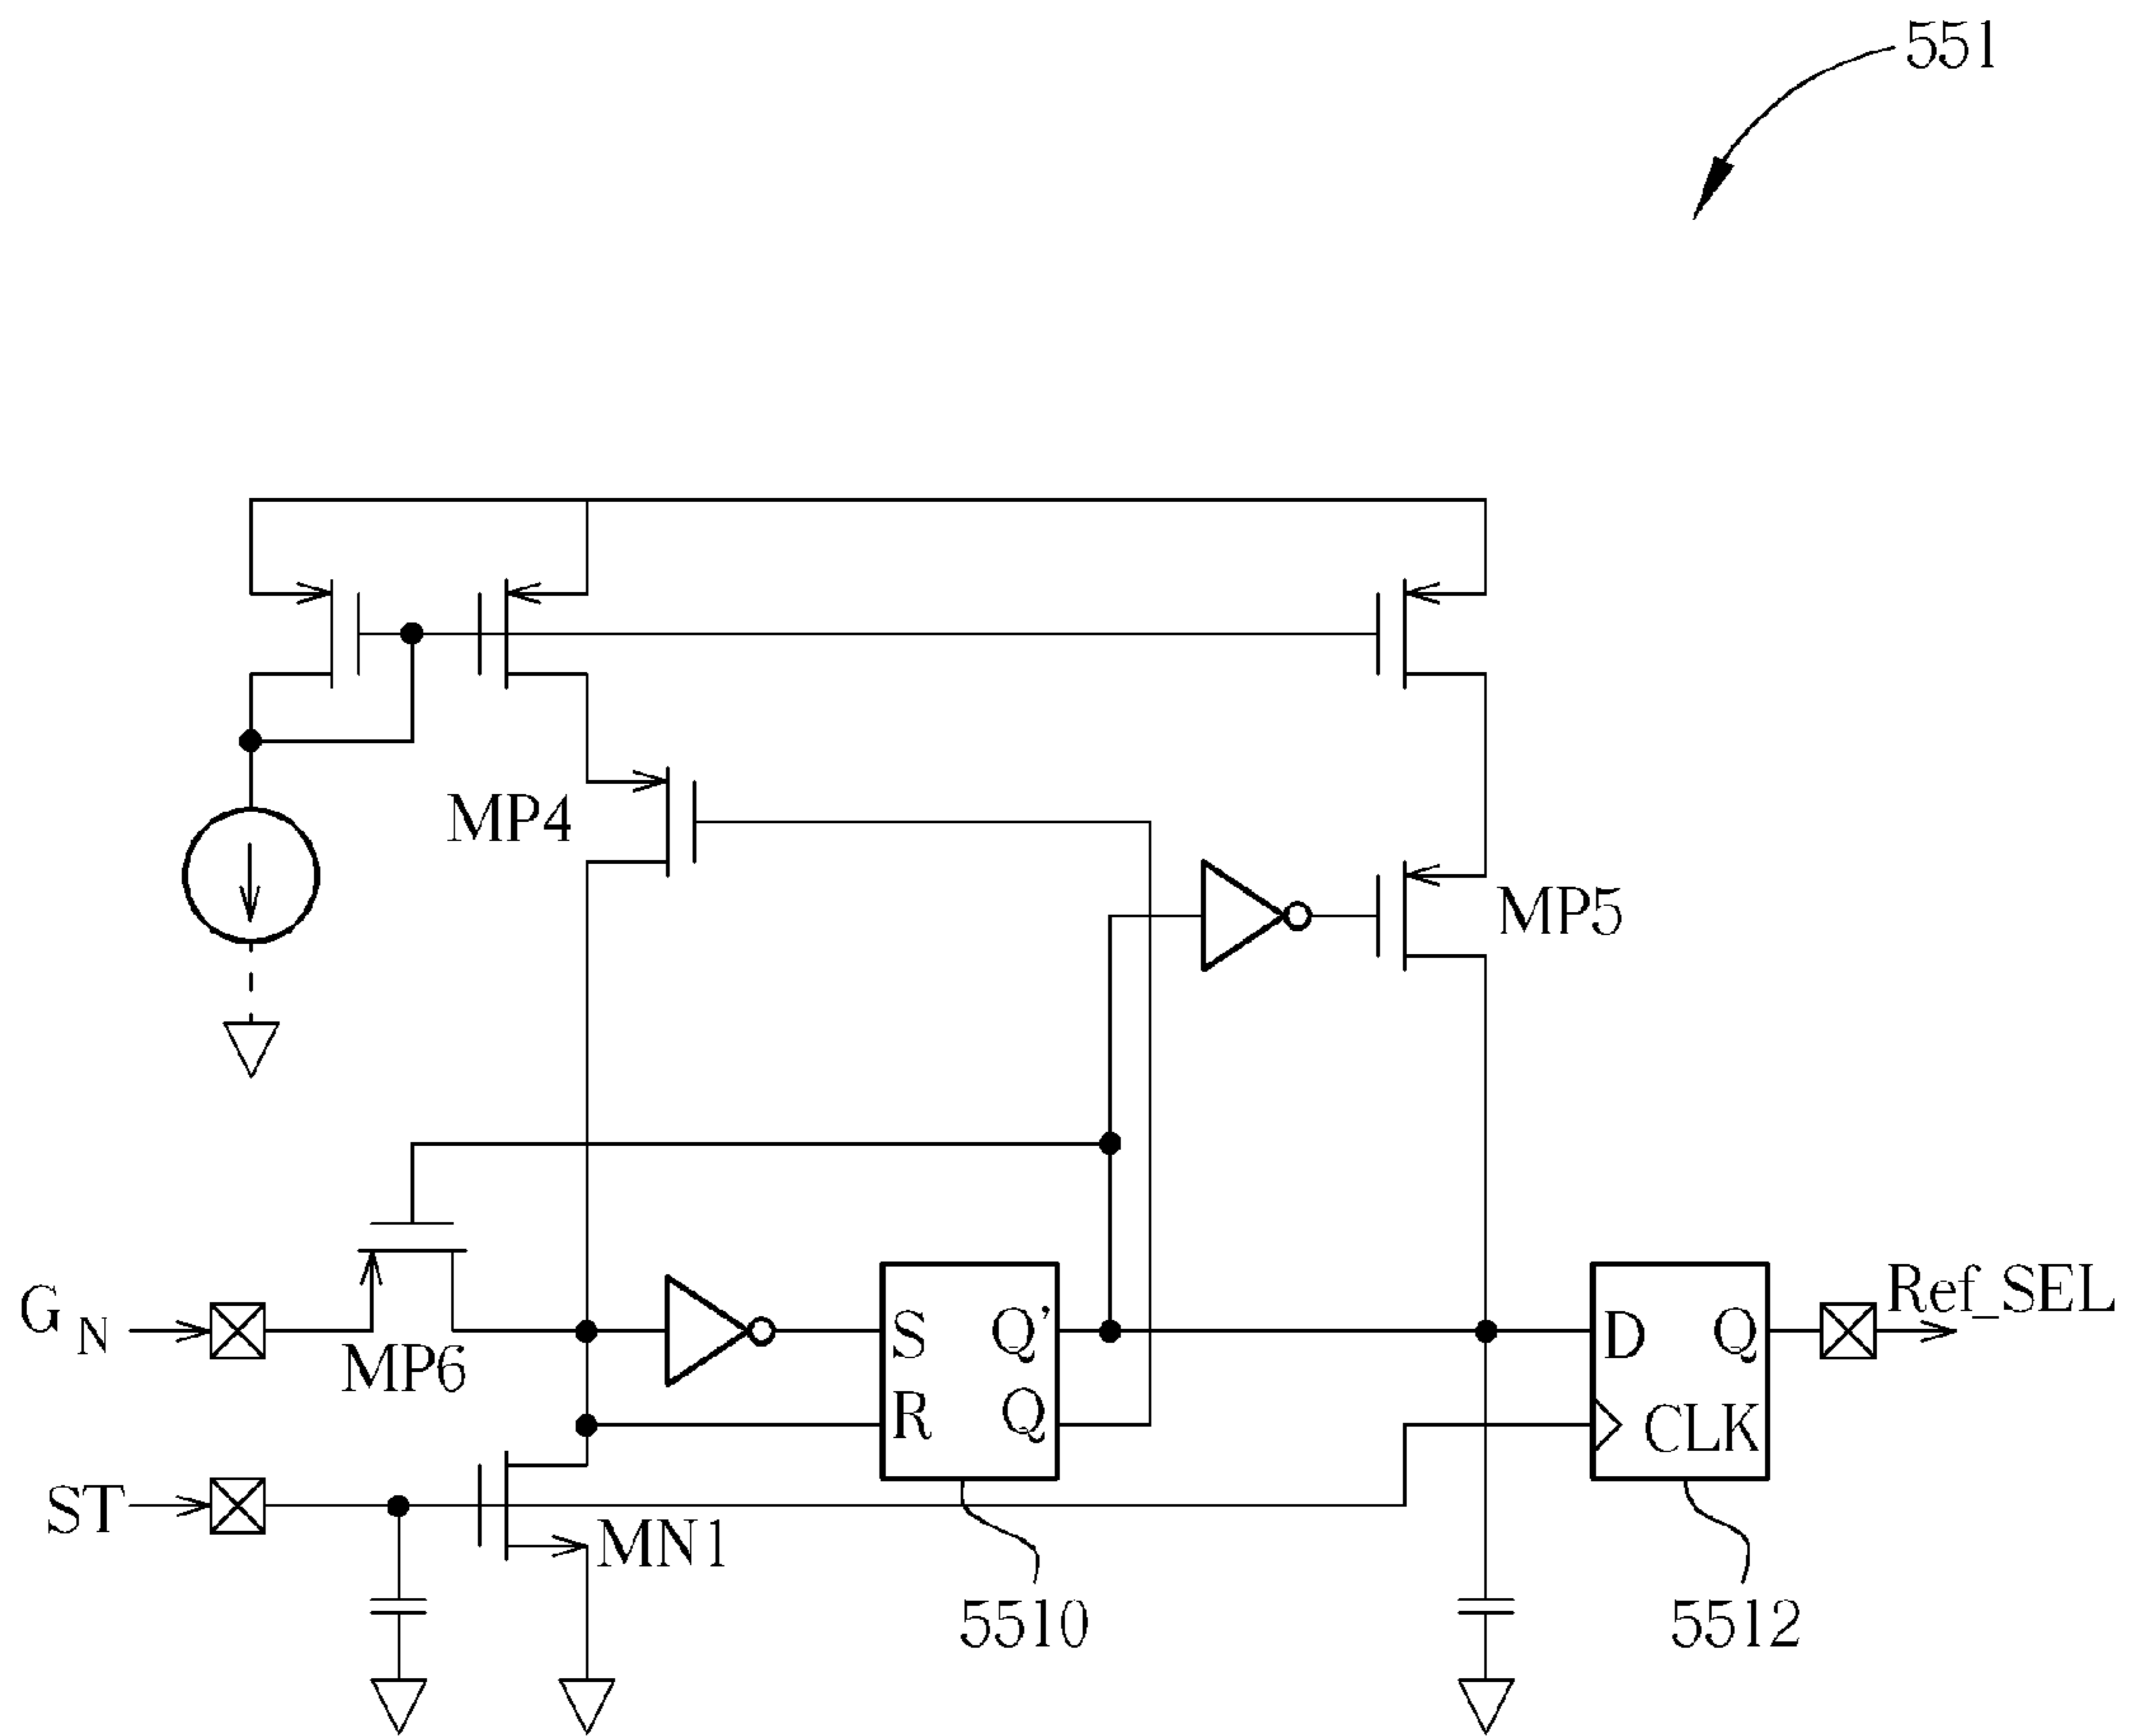 551
MP4
MP5
G N
MP6
S Q'
R Q
D Q
CLK
Ref_SEL
ST
MN1
5510
5512